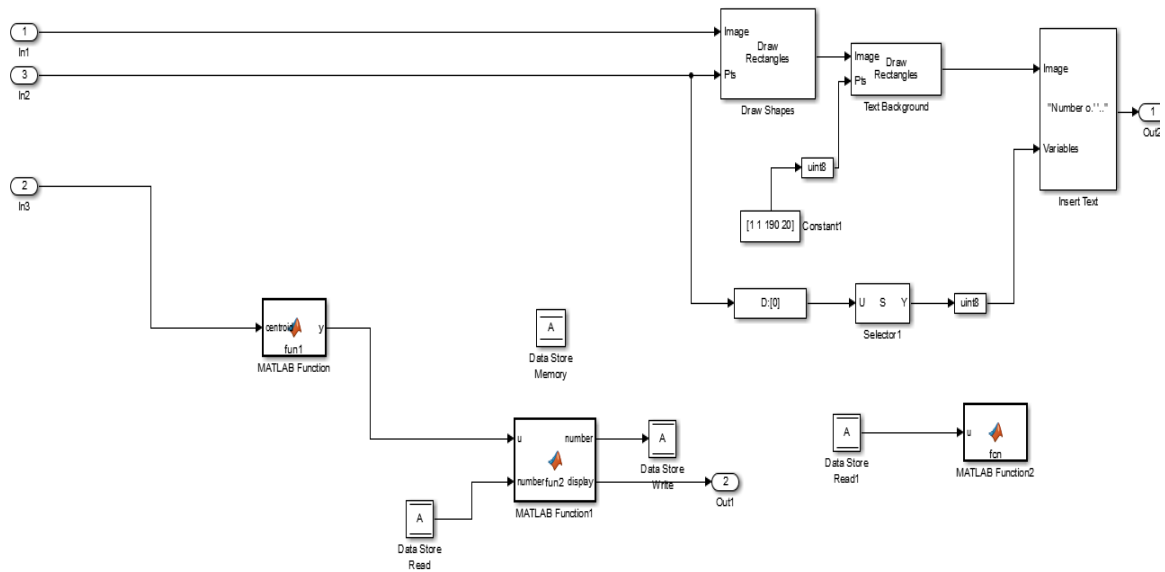 1
In1
3
In2
2
In3
Image
Pts
Draw
Rectangles
Draw Shapes
Image
Pts
Draw
Rectangles
Text Background
Image
Variables
"Number o.' '.."
Insert Text
1
Out2
uint8
[1 1 190 20]
Constant1
D:[0]
U S Y
Selector1
uint8
centroid
y
fun1
MATLAB Function
A
Data Store
Memory
u
number
number
display
fun2
MATLAB Function1
A
Data Store
Write
2
Out1
A
Data Store
Read
A
Data Store
Read1
u
fcn
MATLAB Function2